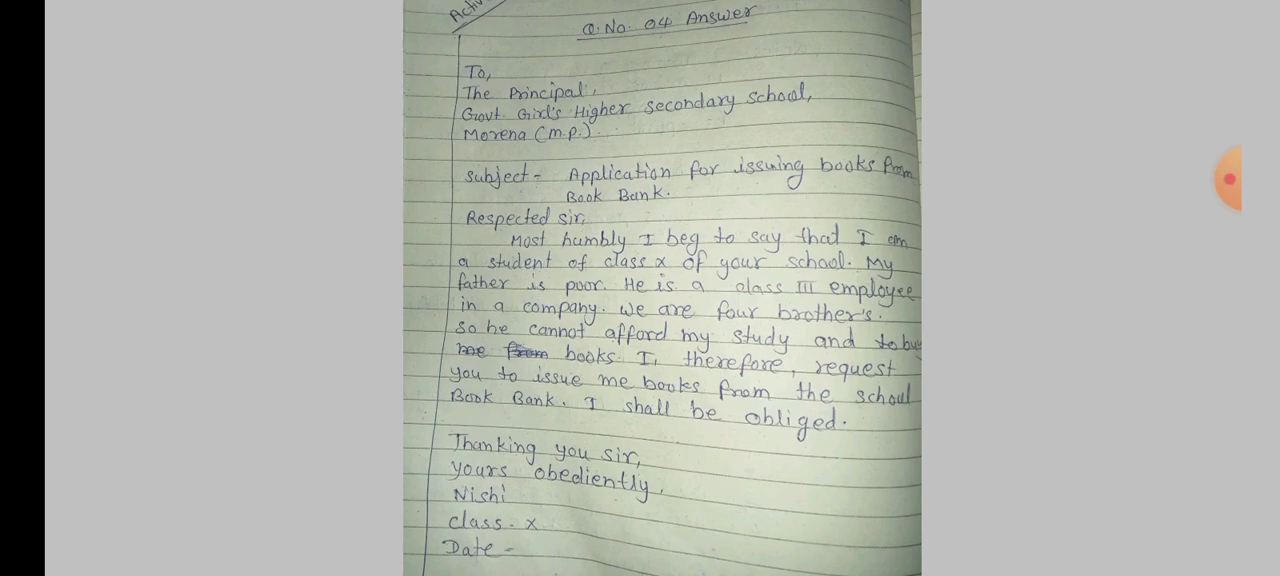 Q. No. 04 Answer
To,
The Principal,
Govt. Girl's Higher secondary school,
Morena (m.p.).
subject - Application for issuing books from
Book Bank.
Respected sir,
Most humbly I beg to say that I am
a student of class x of your school. My
father is poor. He is a class III employee
in a company. we are four brother's.
so he cannot afford my study and to buy
books. I, therefore, request
you to issue me books from the school
Book Bank. I shall be obliged.
Thanking you sir,
yours obediently,
Nishi
class - x
Date -